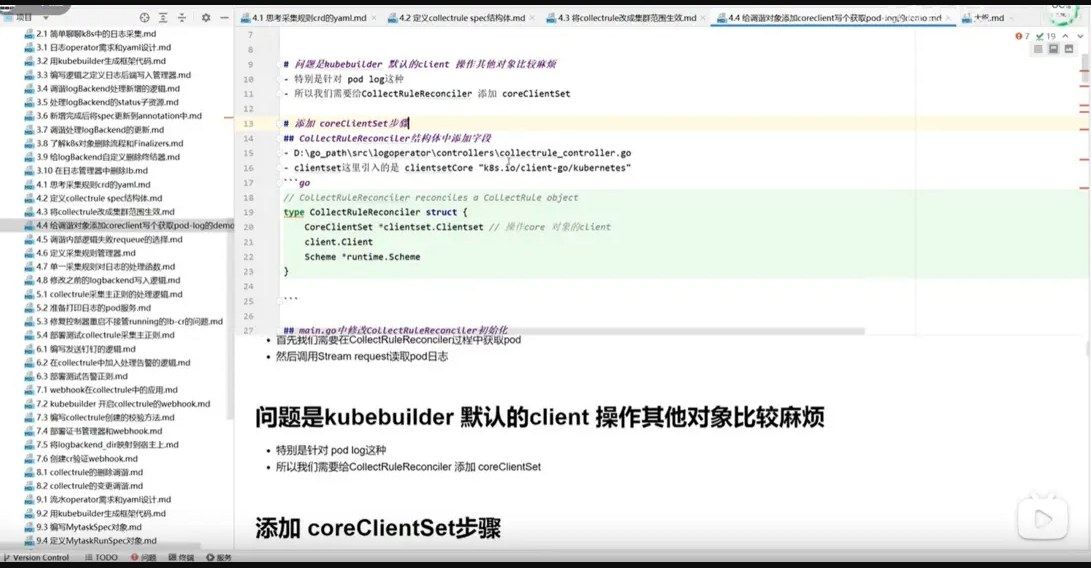 项目
2.1 简单聊聊k8s中的日志采集.md
3.1 日志operator需求和yaml设计.md
3.2 用kubebuilder生成框架代码.md
3.3 编写逻辑之定义日志后端写入管理器.md
3.4 调谐logBackend处理新增的逻辑.md
3.5 处理logBackend的status子资源.md
3.6 新增完成后将spec更新到annotation中.md
3.7 调谐处理logBackend的更新.md
3.8 了解k8s对象删除流程和Finalizers.md
3.9 给logBackend自定义删除终结器.md
3.10 在日志管理器中删除lb.md
4.1 思考采集规则crd的yaml.md
4.2 定义collectrule spec结构体.md
4.3 将collectrule改成集群范围生效.md
4.4 给调谐对象添加coreclient写个获取pod-log的demo
4.5 调谐内部逻辑失败requeue的选择.md
4.6 定义采集规则管理器.md
4.7 单一采集规则对日志的处理函数.md
4.8 修改之前的logbackend写入逻辑.md
5.1 collectrule采集主正则的处理逻辑.md
5.2 准备打印日志的pod服务.md
5.3 修复控制器重启不接管running的lb-cr的问题.md
5.4 部署测试collectrule采集主正则.md
6.1 编写发送钉钉的逻辑.md
6.2 在collectrule中加入处理告警的逻辑.md
6.3 部署测试告警正则.md
7.1 webhook在collectrule中的应用.md
7.2 kubebuilder 开启collectrule的webhook.md
7.3 编写collectrule创建的校验方法.md
7.4 部署证书管理器和webhook.md
7.5 将logbackend_dir映射到宿主上.md
7.6 创建cr验证webhook.md
8.1 collectrule的删除调谐.md
8.2 collectrule的变更调谐.md
9.1 流水operator需求和yaml设计.md
9.2 用kubebuilder生成框架代码.md
9.3 编写MytaskSpec对象.md
9.4 定义MytaskRunSpec对象.md
Version Control
TODO
问题
终端
服务
4.1 思考采集规则crd的yaml.md
4.2 定义collectrule spec结构体.md
4.3 将collectrule改成集群范围生效.md
4.4 给调谐对象添加coreclient写个获取pod-log的demo.md
7 19
7
8
9 # 问题是kubebuilder 默认的client 操作其他对象比较麻烦
10 - 特别是针对 pod log这种
11 - 所以我们需要给CollectRuleReconciler 添加 coreClientSet
12
13 # 添加 coreClientSet步骤
14 ## CollectRuleReconciler结构体中添加字段
15 - D:\go_path\src\logoperator\controllers\collectrule_controller.go
16 - clientset这里引入的是 clientsetCore "k8s.io/client-go/kubernetes"
17 ```go
18 // CollectRuleReconciler reconciles a CollectRule object
19 type CollectRuleReconciler struct {
20 CoreClientSet *clientset.Clientset // 操作core 对象的client
21 client.Client
22 Scheme *runtime.Scheme
23 }
24
25 ```
26
27 ## main.go中修改CollectRuleReconciler初始化
首先我们需要在CollectRuleReconciler过程中获取pod
然后调用Stream request读取pod日志
问题是kubebuilder 默认的client 操作其他对象比较麻烦
特别是针对 pod log这种
所以我们需要给CollectRuleReconciler 添加 coreClientSet
添加 coreClientSet步骤